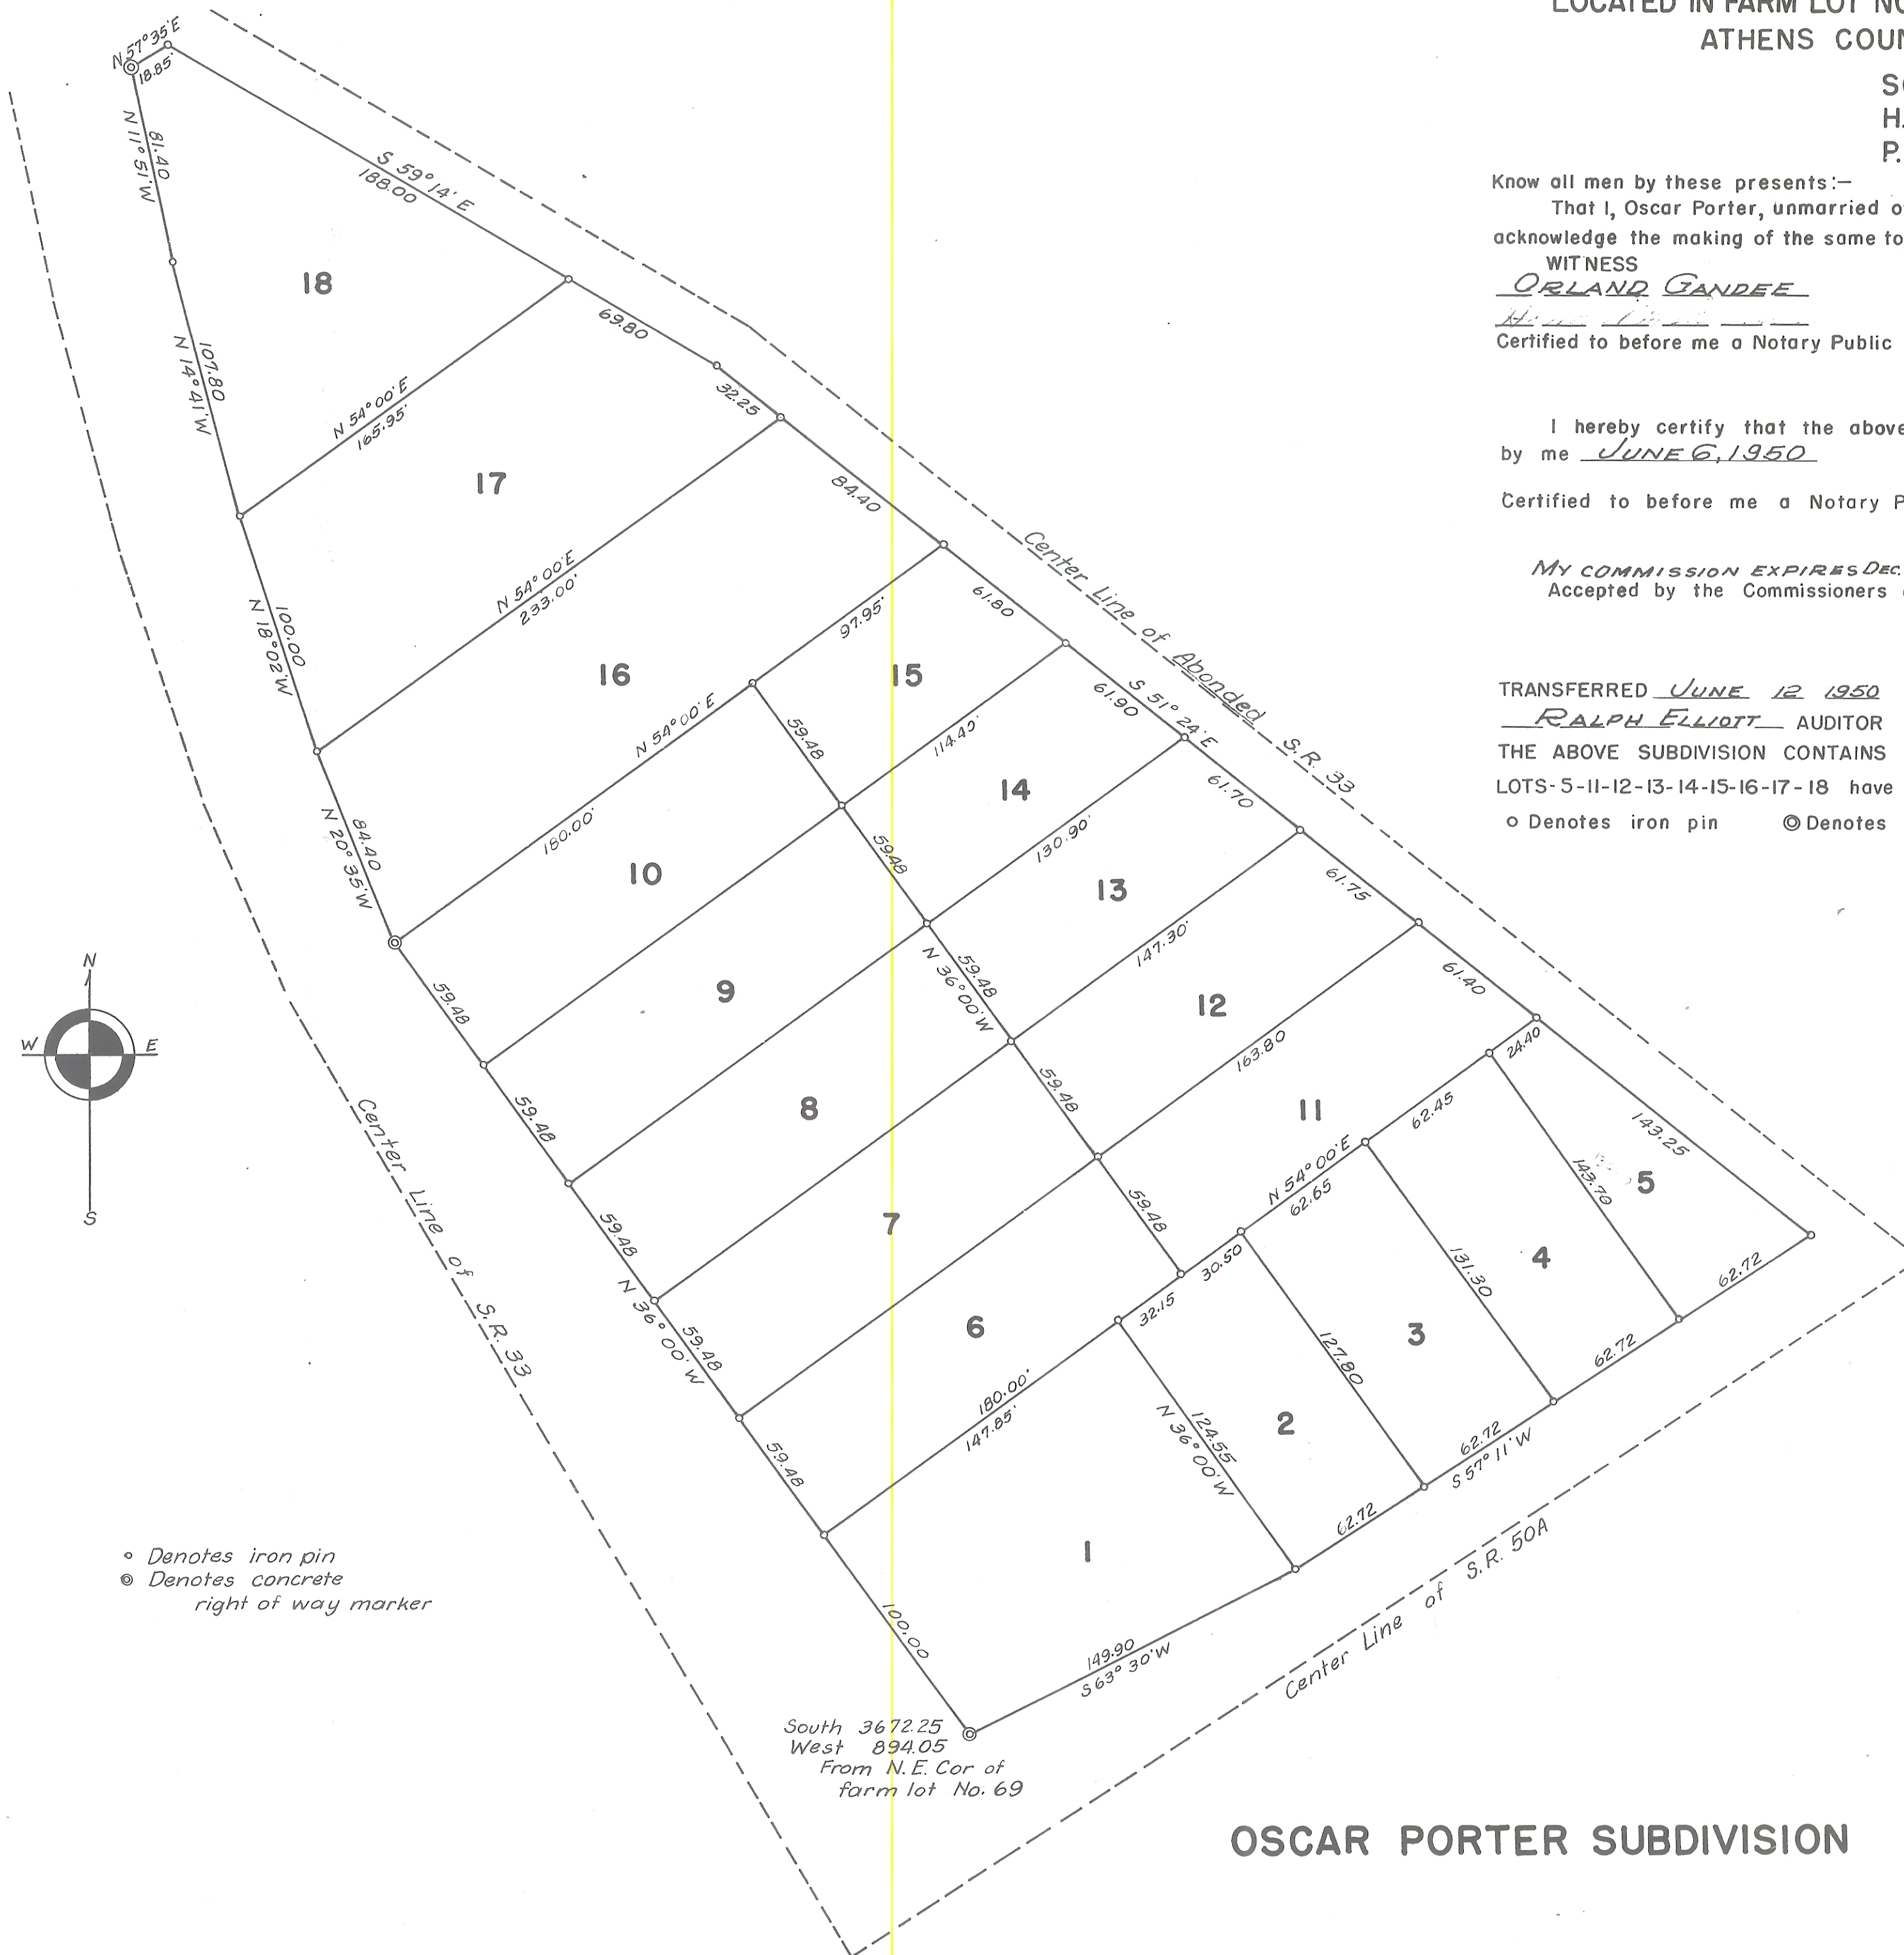 LOCATED IN FARM LOT NO
ATHENS COUN
S
H
P.
Know all men by these presents:—
That I, Oscar Porter, unmarried o
acknowledge the making of the same to
WITNESS
ORLAND GANDEE
Certified to before me a Notary Public
I hereby certify that the above
by me JUNE 6, 1950
Certified to before me a Notary P
MY COMMISSION EXPIRES DEC.
Accepted by the Commissioners
TRANSFERRED JUNE 12 1950
RALPH ELLIOTT AUDITOR
THE ABOVE SUBDIVISION CONTAINS
LOTS-5-11-12-13-14-15-16-17-18 have
o Denotes iron pin ◎ Denotes
N 57°35'E
18.85'
81.40
N 11°51'W
S 59°14' E
188.00
18
107.80
N 14°41'W
69.80
32.25
N 54°00'E
165.95'
17
84.40
100.00
N 18°02'W
N 54°00'E
233.00'
Center Line of Abonded S.R. 33
61.80
97.95'
16
15
61.90
S 51° 24'E
N 54°00'E
59.48
114.40'
14
61.70
84.40
N 20° 35'W
180.00'
10
59.48
130.90'
13
61.75
59.48
9
59.48
N 36°00'W
147.30'
12
61.40
59.48
8
59.48
163.80
11
24.40
62.45
143.25
N
W E
S
Center Line of S.R. 33
59.48
N 36° 00' W
7
59.48
N 54°00'E
62.65
143.70
5
30.50
131.30
4
62.72
59.48
6
32.15
127.80
3
62.72
59.48
180.00'
147.85'
124.55
N 36°00'W
2
62.72
S 57° 11'W
1
62.72
Center Line of S.R. 50A
100.00
149.90
S 63° 30'W
o Denotes iron pin
◎ Denotes concrete
right of way marker
South 3672.25
West 894.05
From N.E. Cor of
farm lot No. 69
OSCAR PORTER SUBDIVISION